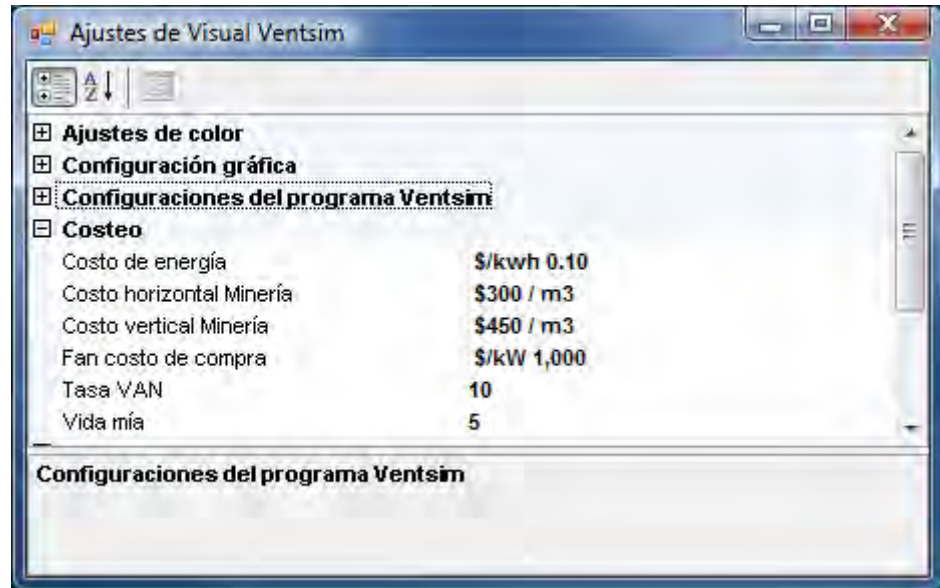 Ajustes de Visual Ventsim
Ajustes de color
Configuración gráfica
Configuraciones del programa Ventsim
Costeo
Costo de energía $/kwh 0.10
Costo horizontal Minería $300 / m3
Costo vertical Minería $450 / m3
Fan costo de compra $/kW 1,000
Tasa VAN 10
Vida mía 5
Configuraciones del programa Ventsim